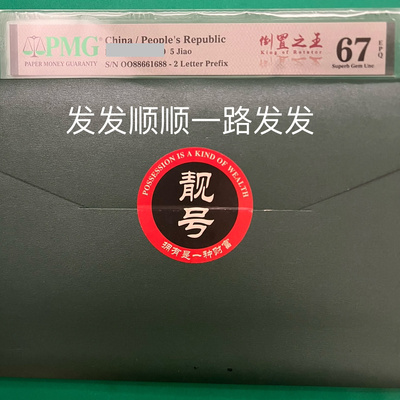 PMG
PAPER MONEY GUARANTY
China / People's Republic
5 Jiao
S/N OO88661688 - 2 Letter Prefix
倒置之王
King of Rotator
67 EPQ
Superb Gem Unc
发发顺顺一路发发
POSSESSION IS A KIND OF WEALTH
靓号
拥有是一种财富